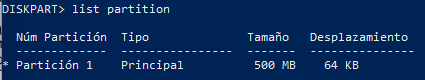 DISKPART> list partition
Núm Partición  Tipo              Tamaño   Desplazamiento
-------------  ----------------  -------  ---------------
* Partición 1    Principal          500 MB    64 KB